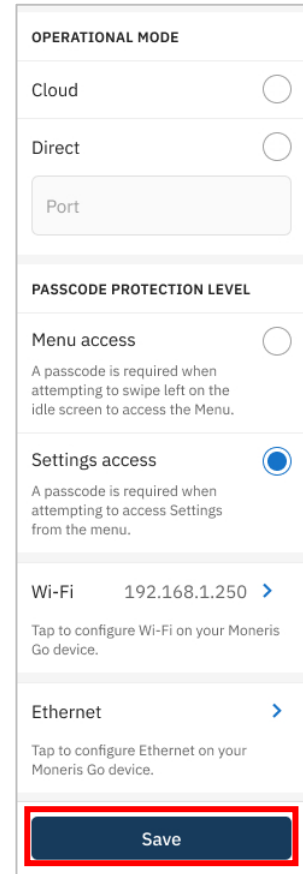 OPERATIONAL MODE
Cloud
Direct
Port
PASSCODE PROTECTION LEVEL
Menu access
A passcode is required when
attempting to swipe left on the
idle screen to access the Menu.
Settings access
A passcode is required when
attempting to access Settings
from the menu.
Wi-Fi 192.168.1.250
Tap to configure Wi-Fi on your Moneris
Go device.
Ethernet
Tap to configure Ethernet on your
Moneris Go device.
Save